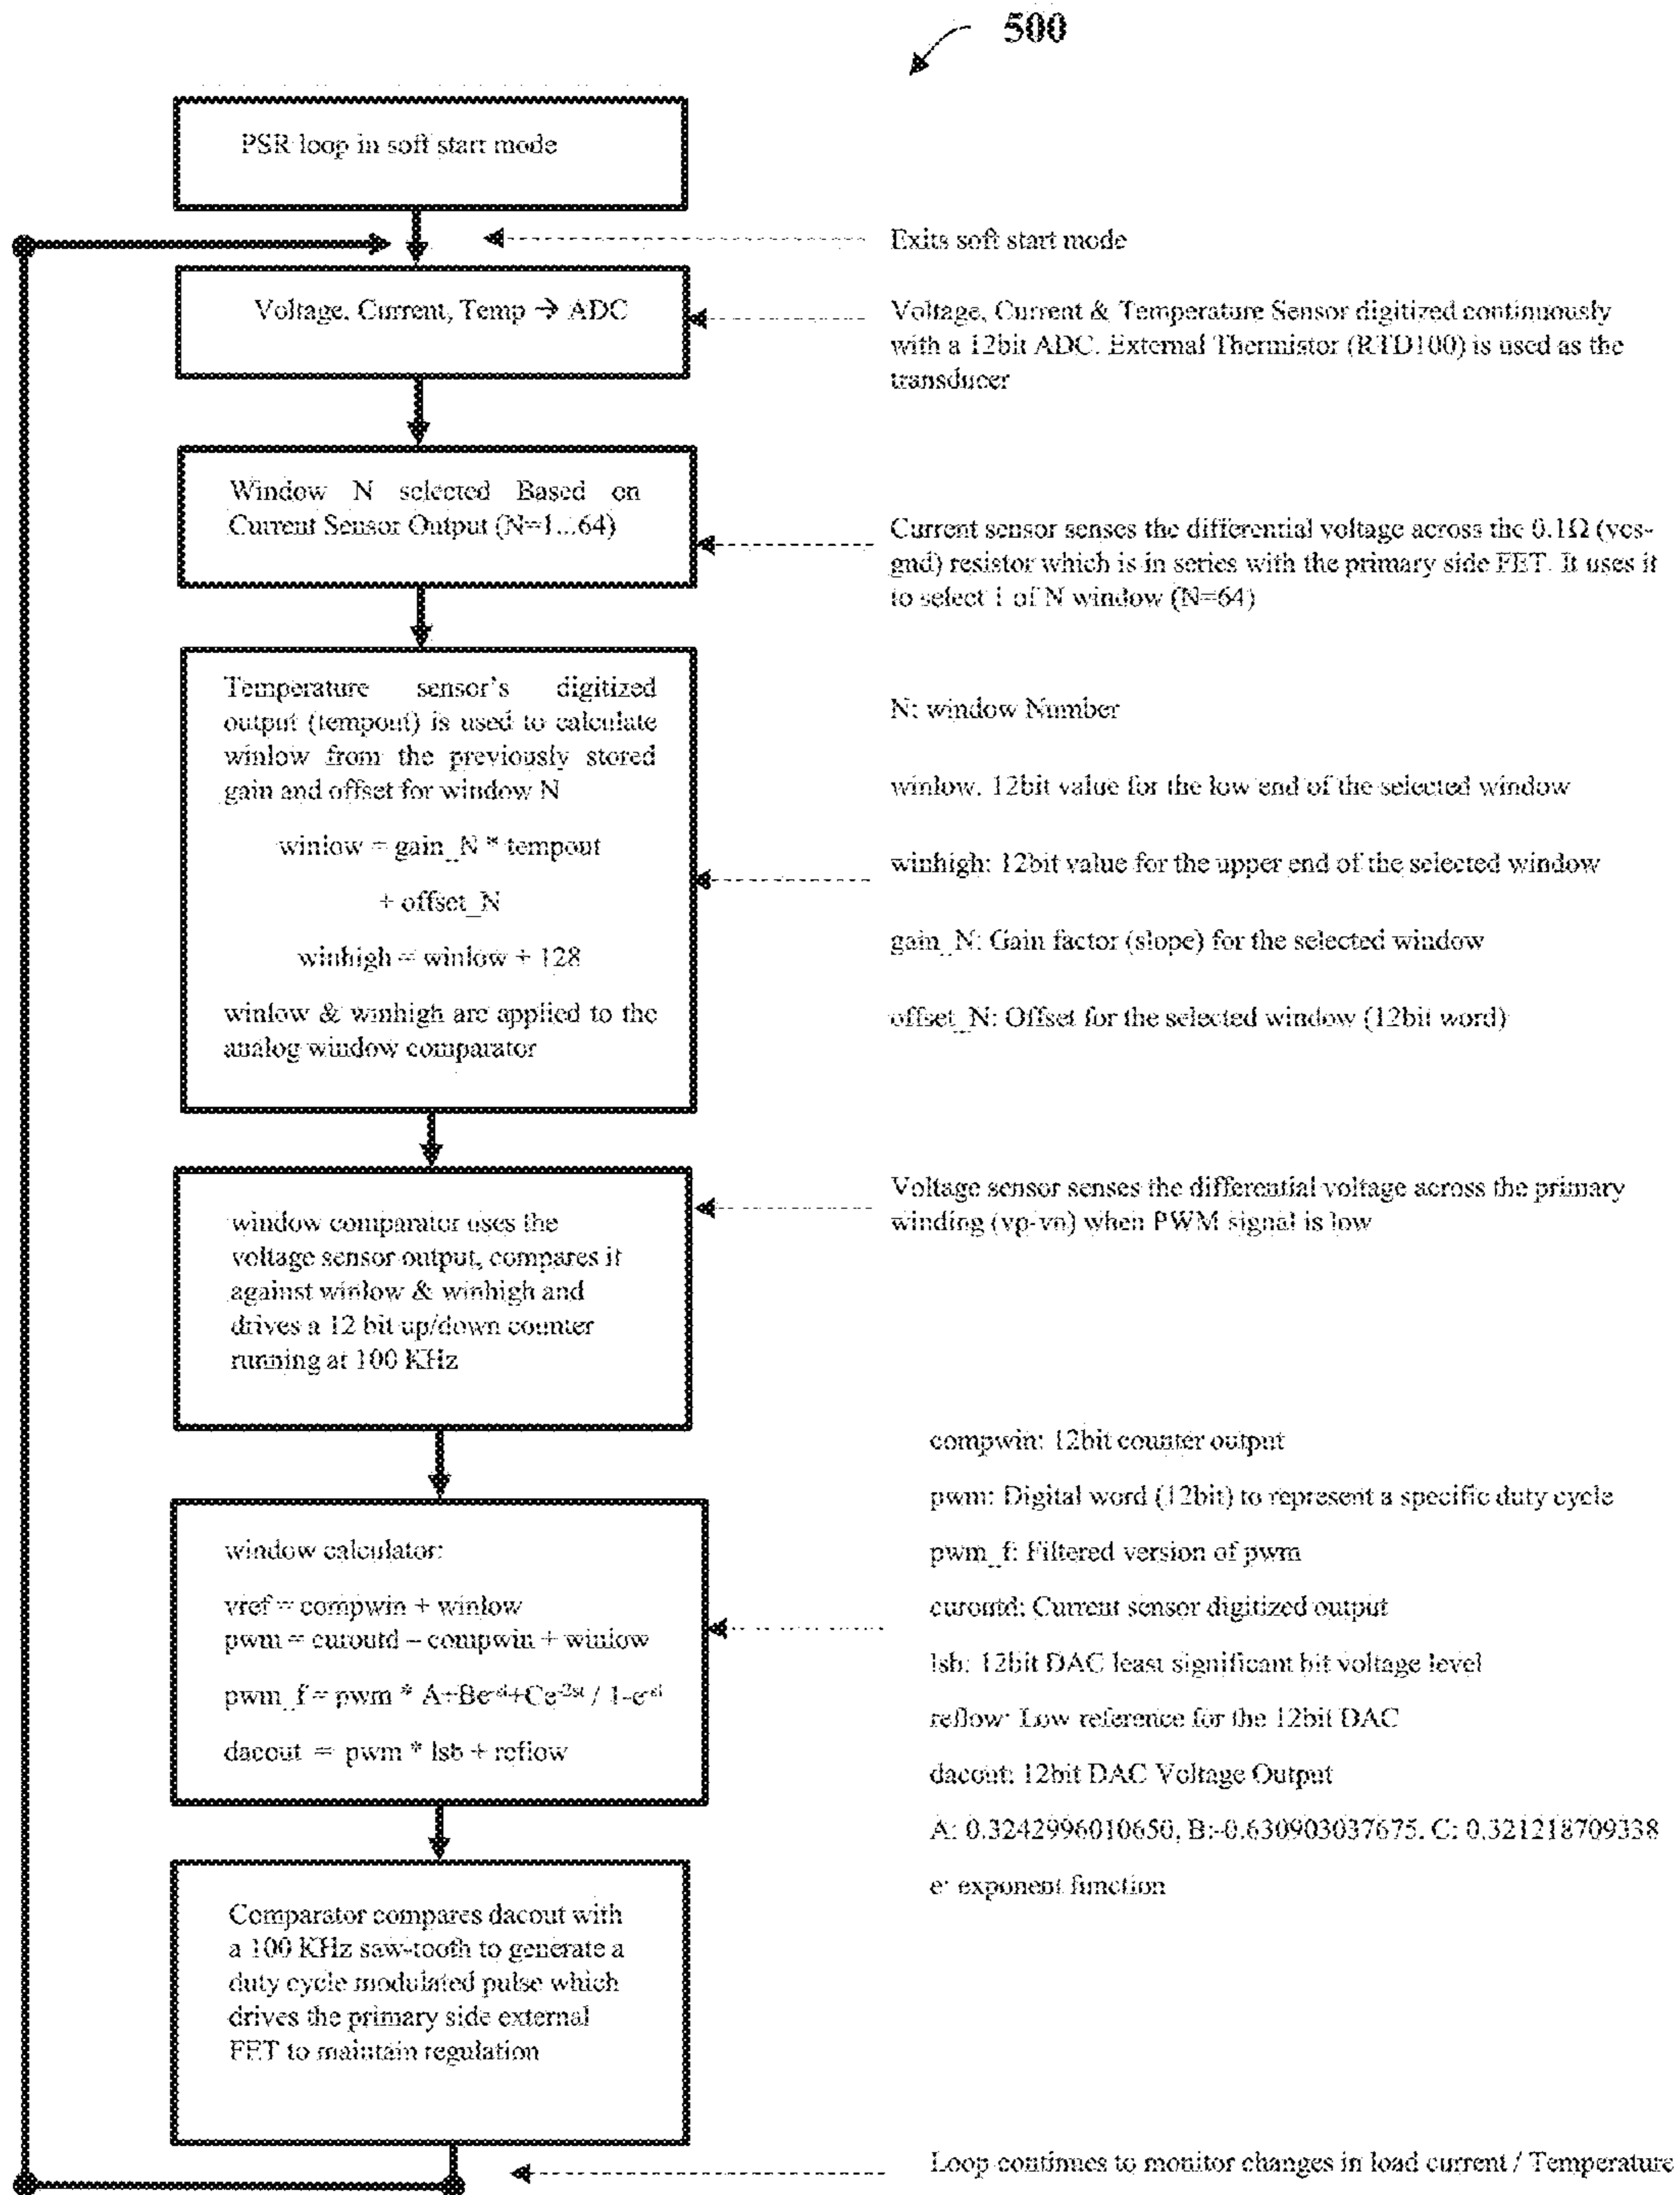 500
PSR loop in soft start mode
Exits soft start mode
Voltage, Current, Temp → ADC
Voltage, Current & Temperature Sensor digitized continuously
with a 12bit ADC. External Thermistor (RTD100) is used as the
transducer
Window N selected Based on
Current Sensor Output (N=1...64)
Current sensor senses the differential voltage across the 0.1Ω (vcs-
gnd) resistor which is in series with the primary side FET. It uses it
to select 1 of N window (N=64)
Temperature sensor's digitized
output (tempout) is used to calculate
winlow from the previously stored
gain and offset for window N
winlow = gain_N * tempout
+ offset_N
winhigh = winlow + 128
winlow & winhigh are applied to the
analog window comparator
N: window Number
winlow. 12bit value for the low end of the selected window
winhigh: 12bit value for the upper end of the selected window
gain_N: Gain factor (slope) for the selected window
offset_N: Offset for the selected window (12bit word)
window comparator uses the
voltage sensor output, compares it
against winlow & winhigh and
drives a 12 bit up/down counter
running at 100 KHz
Voltage sensor senses the differential voltage across the primary
winding (vp-vn) when PWM signal is low
window calculator:
vref = compwin + winlow
pwm = curoutd – compwin + winlow
pwm_f = pwm * A+Be^-st+Ce^-2st / 1-e^-st
dacout = pwm * lsb + reflow
compwin: 12bit counter output
pwm: Digital word (12bit) to represent a specific duty cycle
pwm_f: Filtered version of pwm
curoutd: Current sensor digitized output
lsb: 12bit DAC least significant bit voltage level
reflow: Low reference for the 12bit DAC
dacout: 12bit DAC Voltage Output
A: 0.3242996010650, B:-0.630903037675, C: 0.321218709338
e: exponent function
Comparator compares dacout with
a 100 KHz saw-tooth to generate a
duty cycle modulated pulse which
drives the primary side external
FET to maintain regulation
Loop continues to monitor changes in load current / Temperature